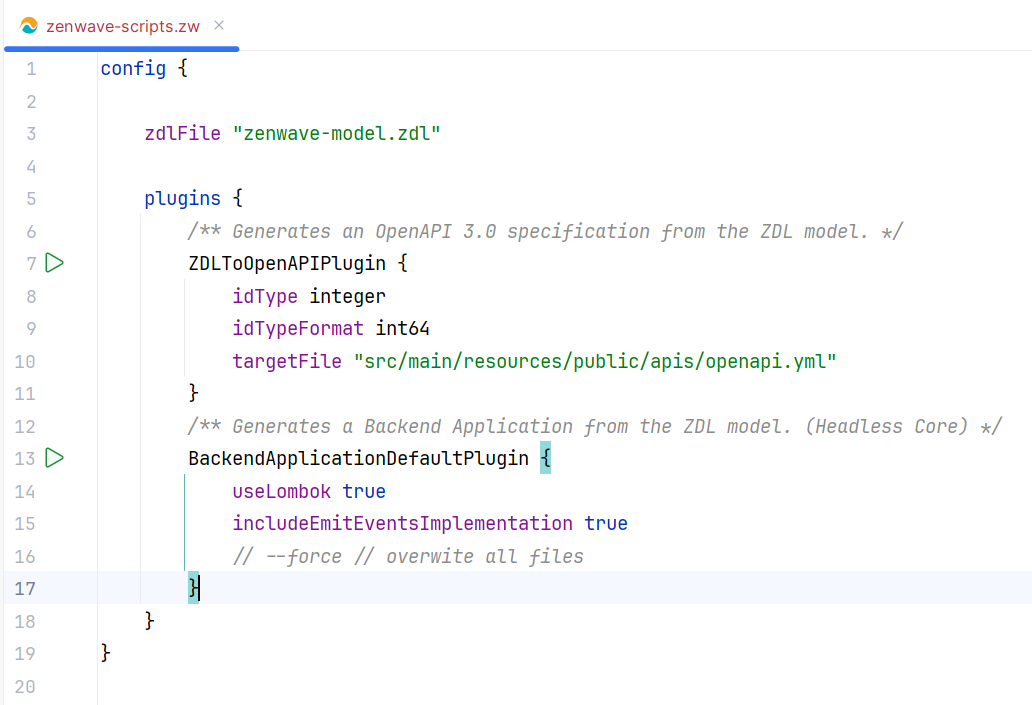 zenwave-scripts.zw ×
1 config {
2
3 zdlFile "zenwave-model.zdl"
4
5 plugins {
6 /** Generates an OpenAPI 3.0 specification from the ZDL model. */
7 ZDLToOpenAPIPlugin {
8 idType integer
9 idTypeFormat int64
10 targetFile "src/main/resources/public/apis/openapi.yml"
11 }
12 /** Generates a Backend Application from the ZDL model. (Headless Core) */
13 BackendApplicationDefaultPlugin {
14 useLombok true
15 includeEmitEventsImplementation true
16 // --force // overwite all files
17 }
18 }
19 }
20